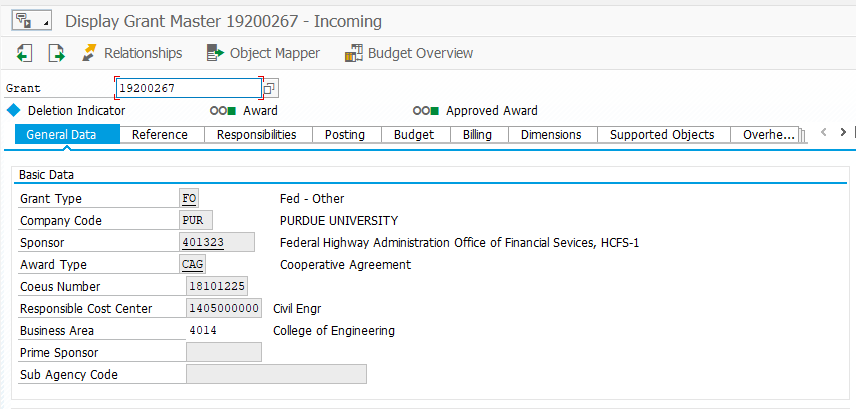 Display Grant Master 19200267 - Incoming
Relationships Object Mapper Budget Overview
Grant 19200267
Deletion Indicator Award Approved Award
General Data Reference Responsibilities Posting Budget Billing Dimensions Supported Objects Overhe...
Basic Data
Grant Type FO Fed - Other
Company Code PUR PURDUE UNIVERSITY
Sponsor 401323 Federal Highway Administration Office of Financial Sevices, HCFS-1
Award Type CAG Cooperative Agreement
Coeus Number 18101225
Responsible Cost Center 1405000000 Civil Engr
Business Area 4014 College of Engineering
Prime Sponsor
Sub Agency Code